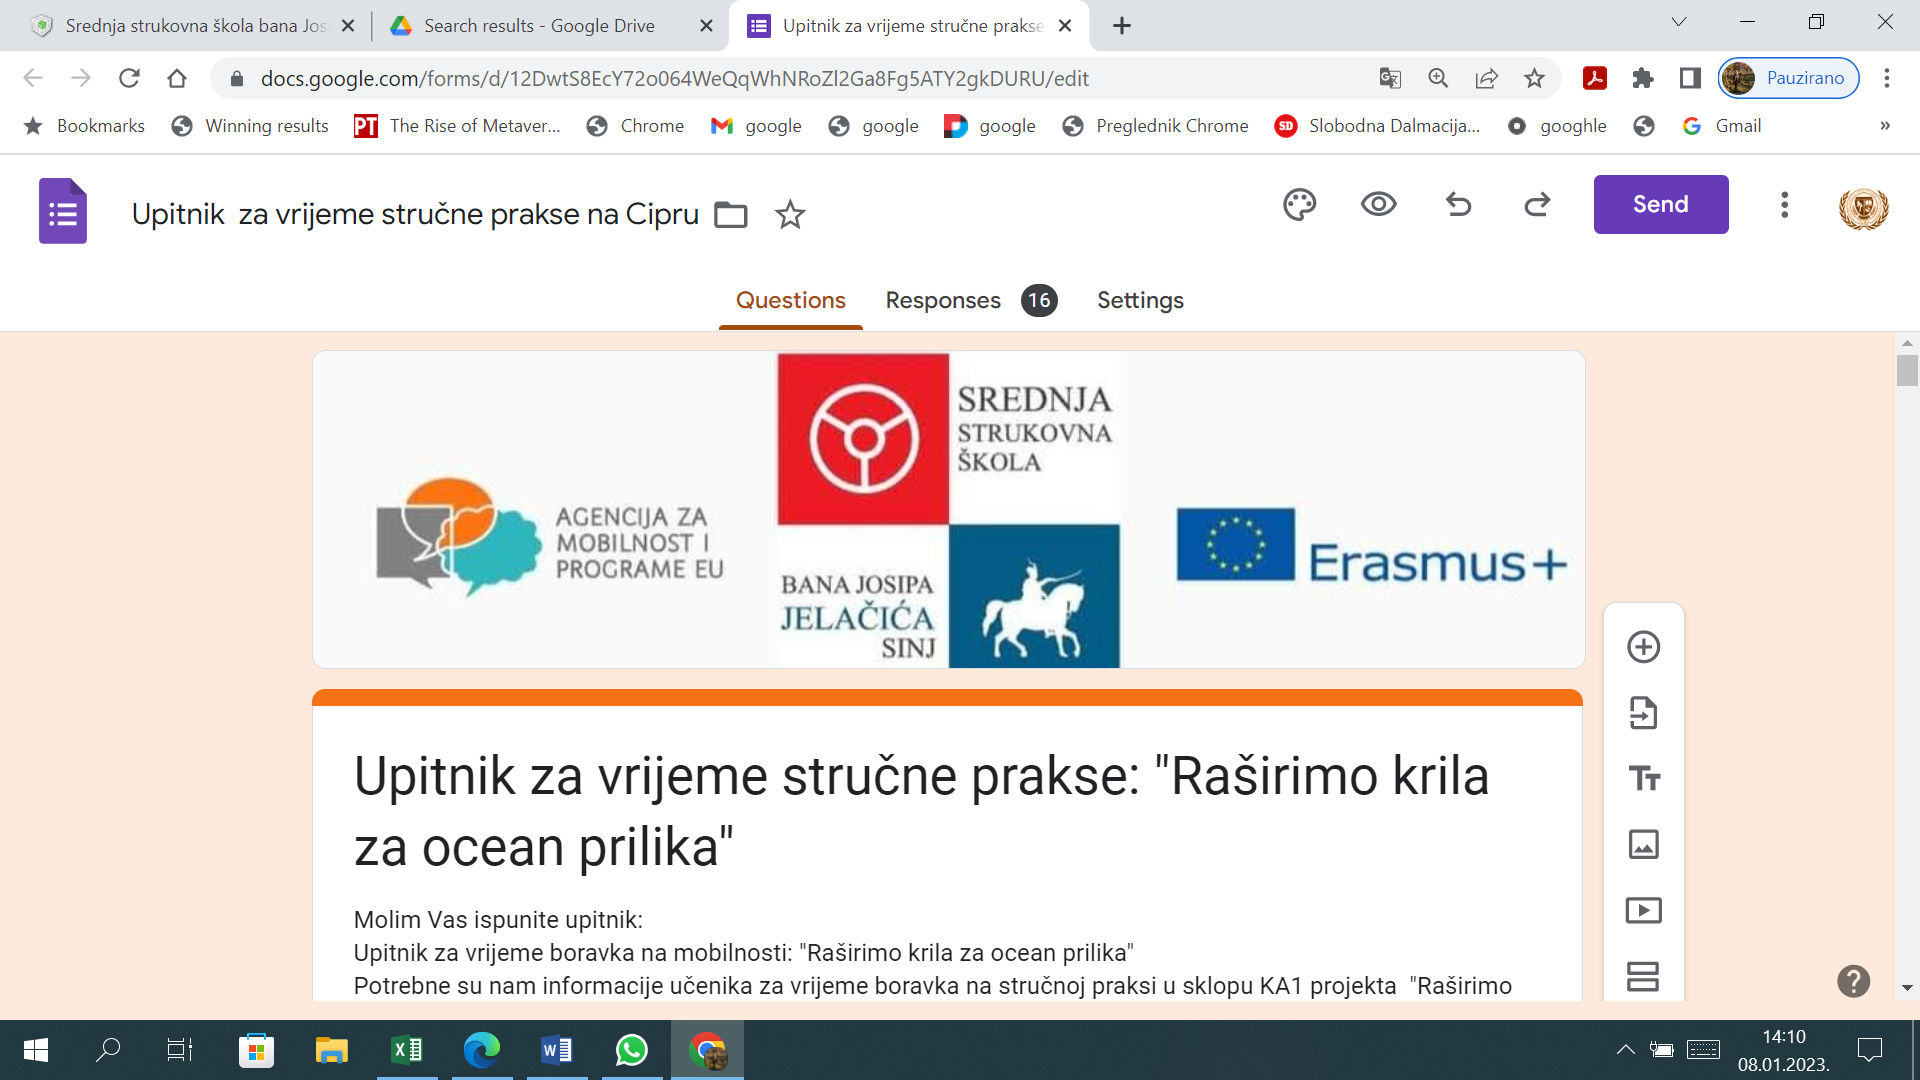 Srednja strukovna škola bana Jos
Search results - Google Drive
Upitnik za vrijeme stručne prakse
docs.google.com/forms/d/12DwtS8EcY72o064WeQqWhNRoZl2Ga8Fg5ATY2gkDURU/edit
Pauzirano
Bookmarks
Winning results
PT The Rise of Metaver...
Chrome
google
google
google
Preglednik Chrome
SD Slobodna Dalmacija...
googhle
G Gmail
»
Upitnik za vrijeme stručne prakse na Cipru
Send
Questions
Responses 16
Settings
AGENCIJA ZA
MOBILNOST I
PROGRAME EU
SREDNJA
STRUKOVNA
ŠKOLA
BANA JOSIPA
JELAČIĆA
SINJ
Erasmus+
Upitnik za vrijeme stručne prakse: "Raširimo krila
za ocean prilika"
Molim Vas ispunite upitnik:
Upitnik za vrijeme boravka na mobilnosti: "Raširimo krila za ocean prilika"
Potrebne su nam informacije učenika za vrijeme boravka na stručnoj praksi u sklopu KA1 projekta "Raširimo
14:10
08.01.2023.